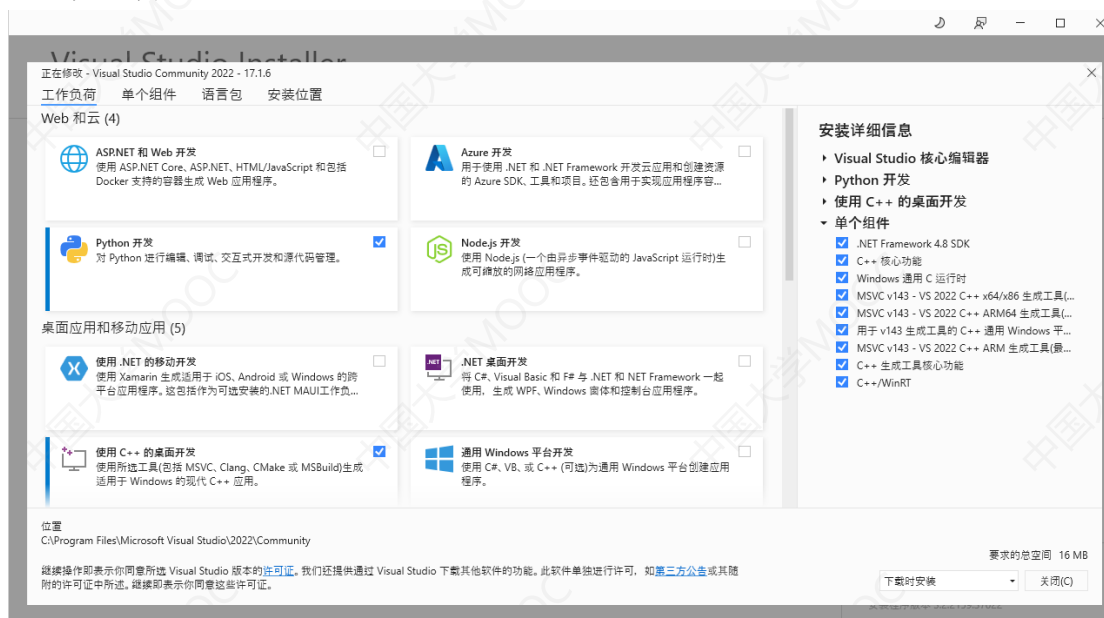 Visual Studio Installer
正在修改 - Visual Studio Community 2022 - 17.1.6
工作负荷 单个组件 语言包 安装位置
Web 和云 (4)
ASP.NET 和 Web 开发
使用 ASP.NET Core、ASP.NET、HTML/JavaScript 和包括
Docker 支持的容器生成 Web 应用程序。
Azure 开发
用于使用 .NET 和 .NET Framework 开发云应用和创建资源
的 Azure SDK、工具和项目。还包含用于实现应用程序容...
Python 开发
对 Python 进行编辑、调试、交互式开发和源代码管理。
Node.js 开发
使用 Node.js (一个由异步事件驱动的 JavaScript 运行时)生
成可缩放的网络应用程序。
桌面应用和移动应用 (5)
使用 .NET 的移动开发
使用 Xamarin 生成适用于 iOS、Android 或 Windows 的跨
平台应用程序。这包括作为可选安装的.NET MAUI工作负...
.NET 桌面开发
将 C#、Visual Basic 和 F# 与 .NET 和 NET Framework 一起
使用，生成 WPF、Windows 窗体和控制台应用程序。
使用 C++ 的桌面开发
使用所选工具(包括 MSVC、Clang、CMake 或 MSBuild)生成
适用于 Windows 的现代 C++ 应用。
通用 Windows 平台开发
使用 C#、VB、或 C++ (可选)为通用 Windows 平台创建应用
程序。
安装详细信息
Visual Studio 核心编辑器
Python 开发
使用 C++ 的桌面开发
单个组件
.NET Framework 4.8 SDK
C++ 核心功能
Windows 通用 C 运行时
MSVC v143 - VS 2022 C++ x64/x86 生成工具(...
MSVC v143 - VS 2022 C++ ARM64 生成工具(...
用于 v143 生成工具的 C++ 通用 Windows 平...
MSVC v143 - VS 2022 C++ ARM 生成工具(最...
C++ 生成工具核心功能
C++/WinRT
位置
C:\Program Files\Microsoft Visual Studio\2022\Community
继续操作即表示你同意所选 Visual Studio 版本的许可证。我们还提供通过 Visual Studio 下载其他软件的功能。此软件单独进行许可，如第三方公告或其随
附的许可证中所述。继续即表示你同意这些许可证。
要求的总空间 16 MB
下载时安装
关闭(C)
中国大学MOOC